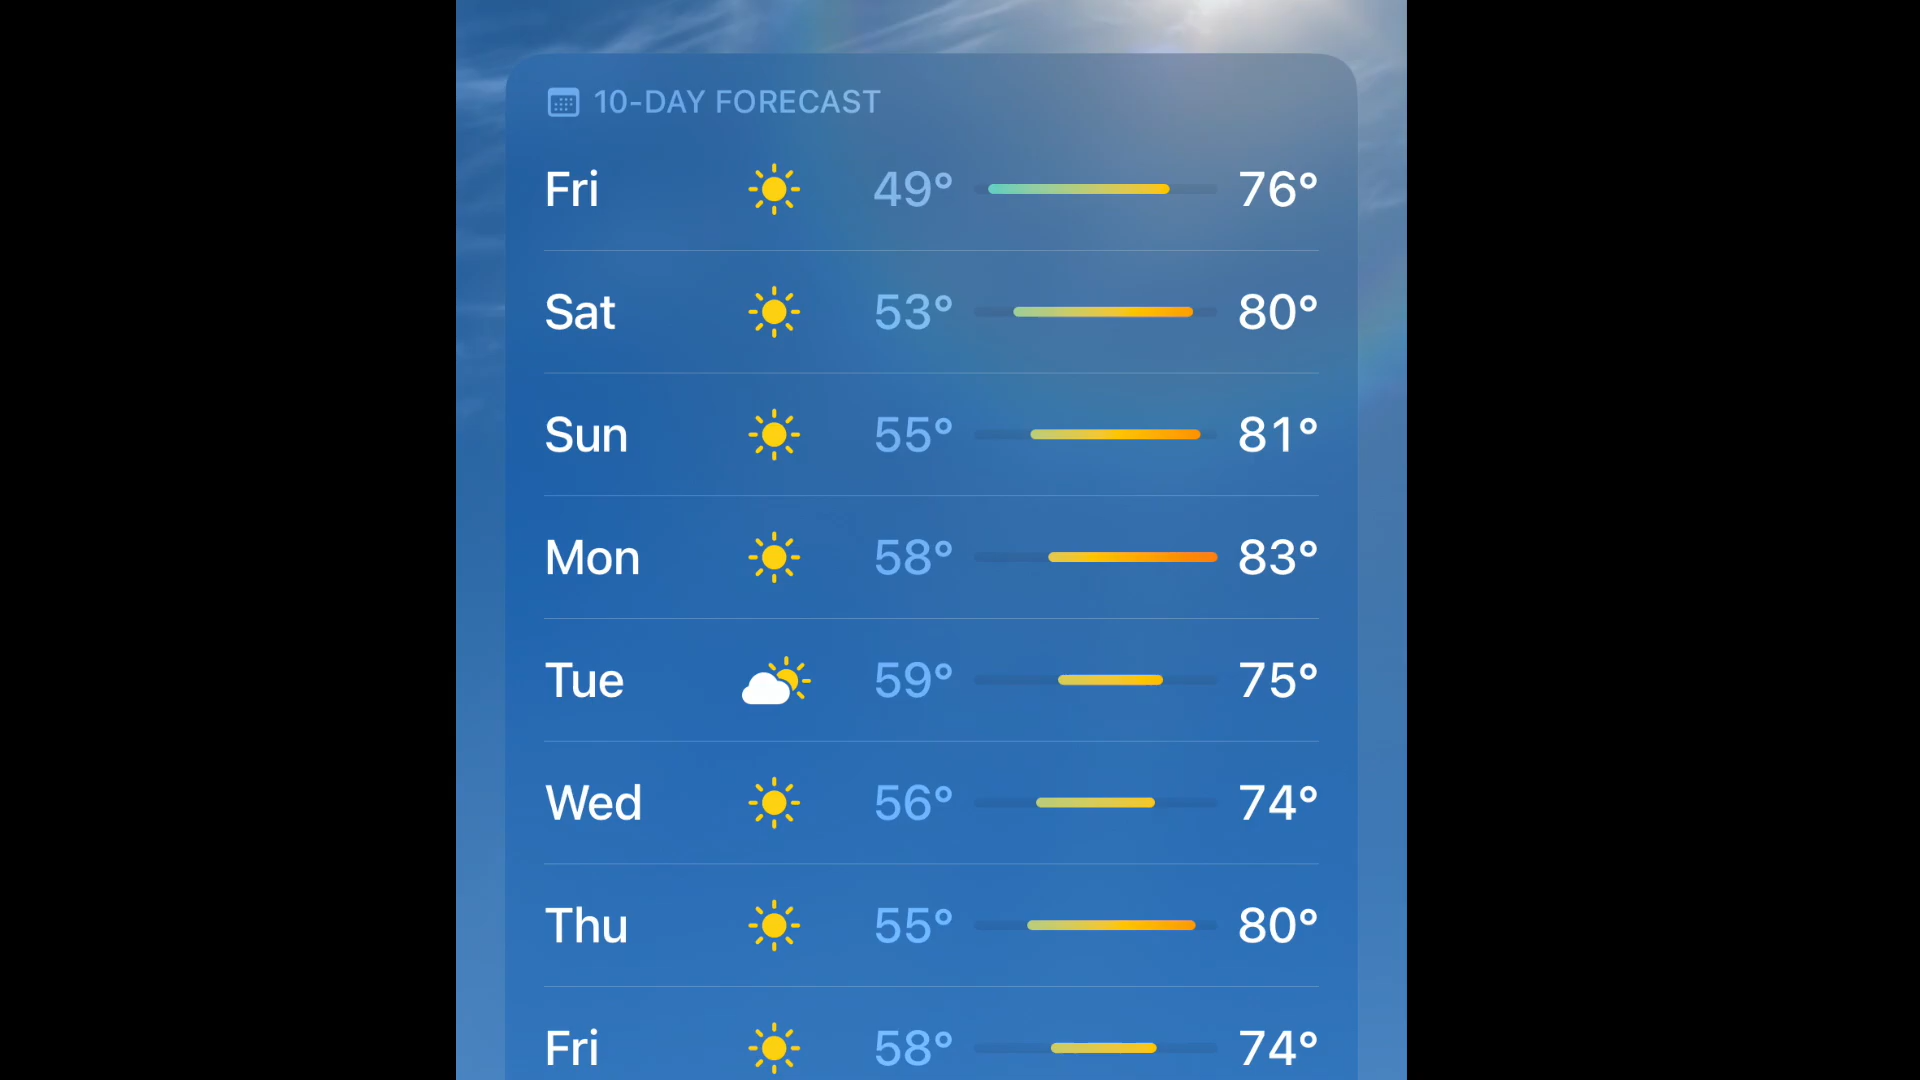 10-DAY FORECAST
Fri 49° 76°
Sat 53° 80°
Sun 55° 81°
Mon 58° 83°
Tue 59° 75°
Wed 56° 74°
Thu 55° 80°
Fri 58° 74°